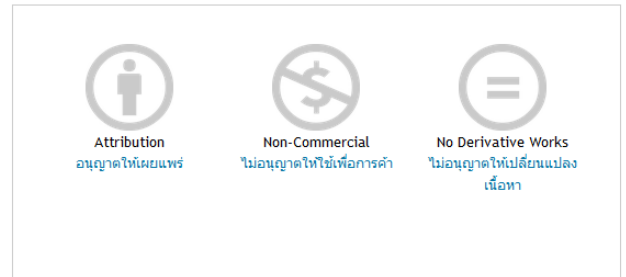 Attribution
อนุญาตให้เผยแพร่
Non-Commercial
ไม่อนุญาตให้ใช้เพื่อการค้า
No Derivative Works
ไม่อนุญาตให้เปลี่ยนแปลง
เนื้อหา